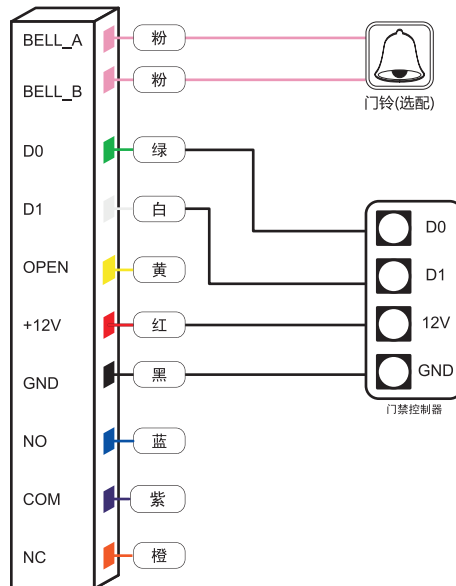 BELL_A 粉
BELL_B 粉
门铃(选配)
D0 绿
D1 白
OPEN 黄
+12V 红
GND 黑
NO 蓝
COM 紫
NC 橙
D0
D1
12V
GND
门禁控制器